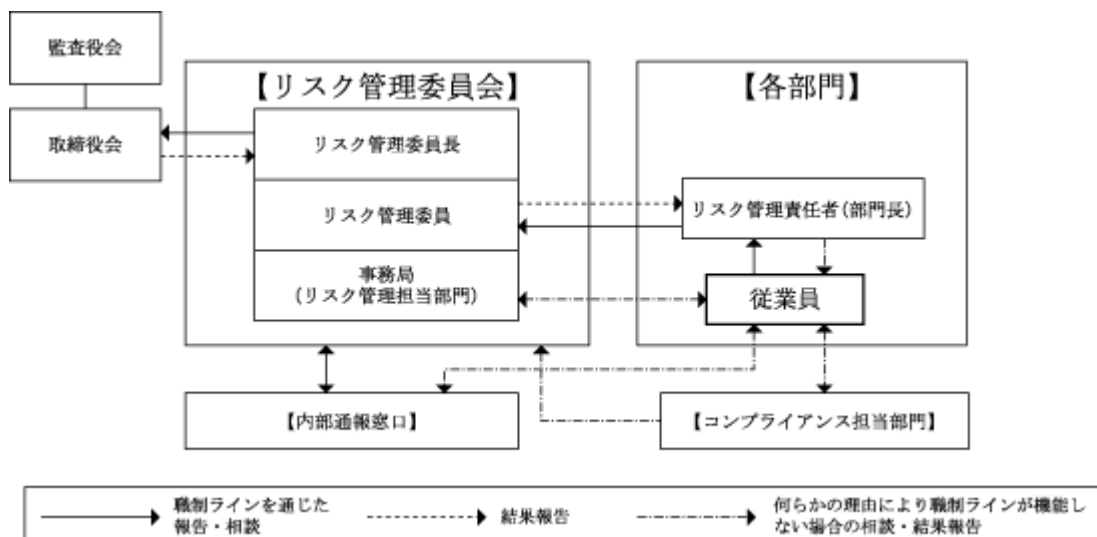 監査役会
取締役会
【リスク管理委員会】
リスク管理委員長
リスク管理委員
事務局
(リスク管理担当部門)
【各部門】
リスク管理責任者(部門長)
従業員
【内部通報窓口】
【コンプライアンス担当部門】
職制ラインを通じた
報告・相談
結果報告
何らかの理由により職制ラインが機能し
ない場合の相談・結果報告